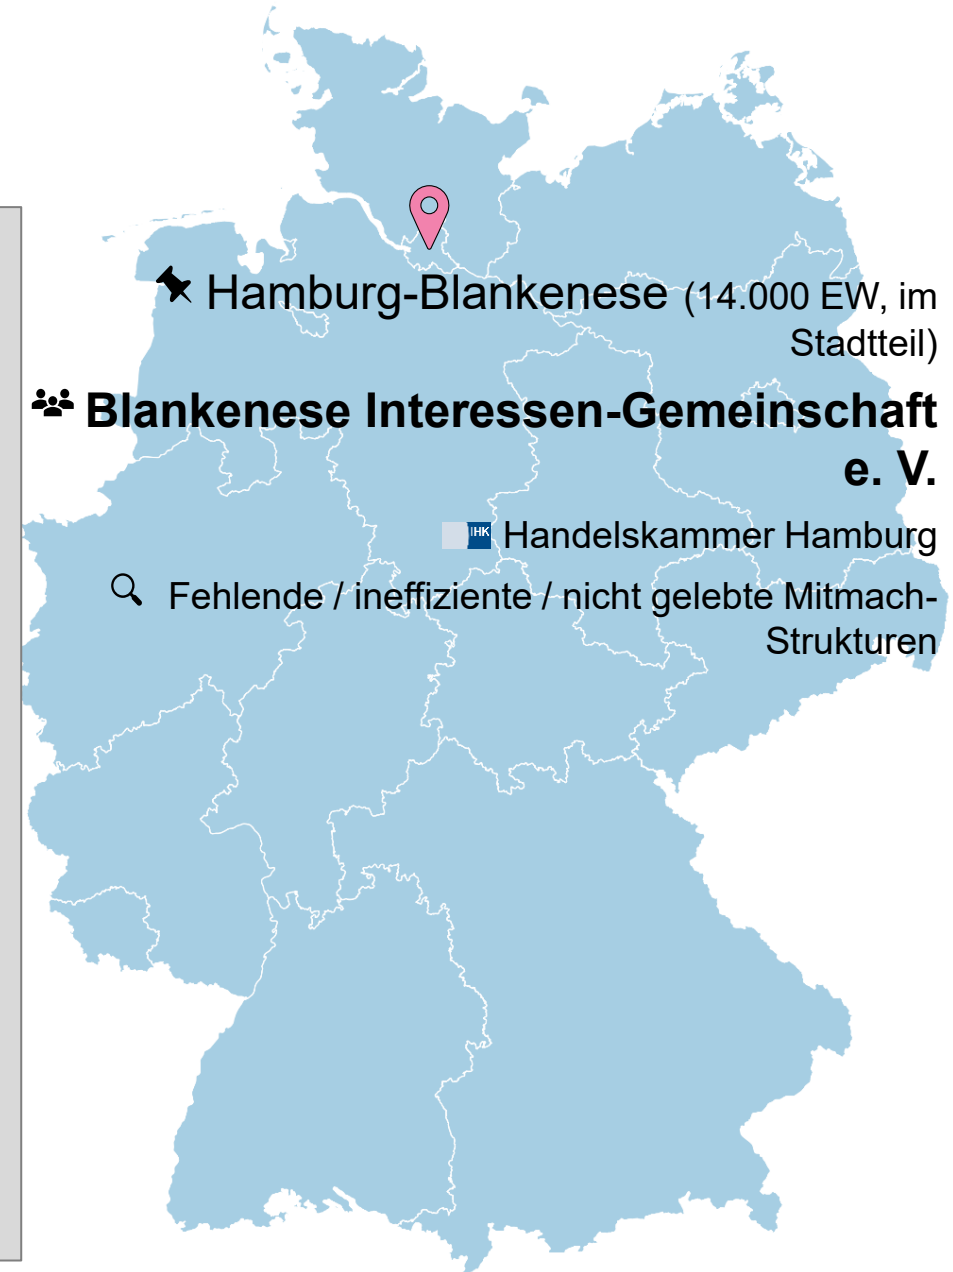 Hamburg-Blankenese (14.000 EW, im
Stadtteil)
Blankenese Interessen-Gemeinschaft
e. V.
IHK Handelskammer Hamburg
Fehlende / ineffiziente / nicht gelebte Mitmach-
Strukturen